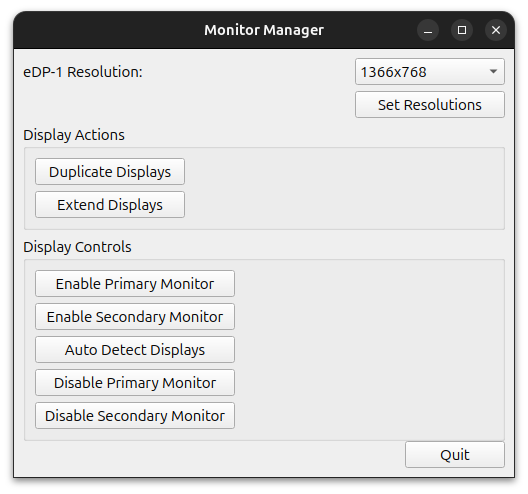 Monitor Manager
eDP-1 Resolution: 1366x768
Set Resolutions
Display Actions
Duplicate Displays
Extend Displays
Display Controls
Enable Primary Monitor
Enable Secondary Monitor
Auto Detect Displays
Disable Primary Monitor
Disable Secondary Monitor
Quit